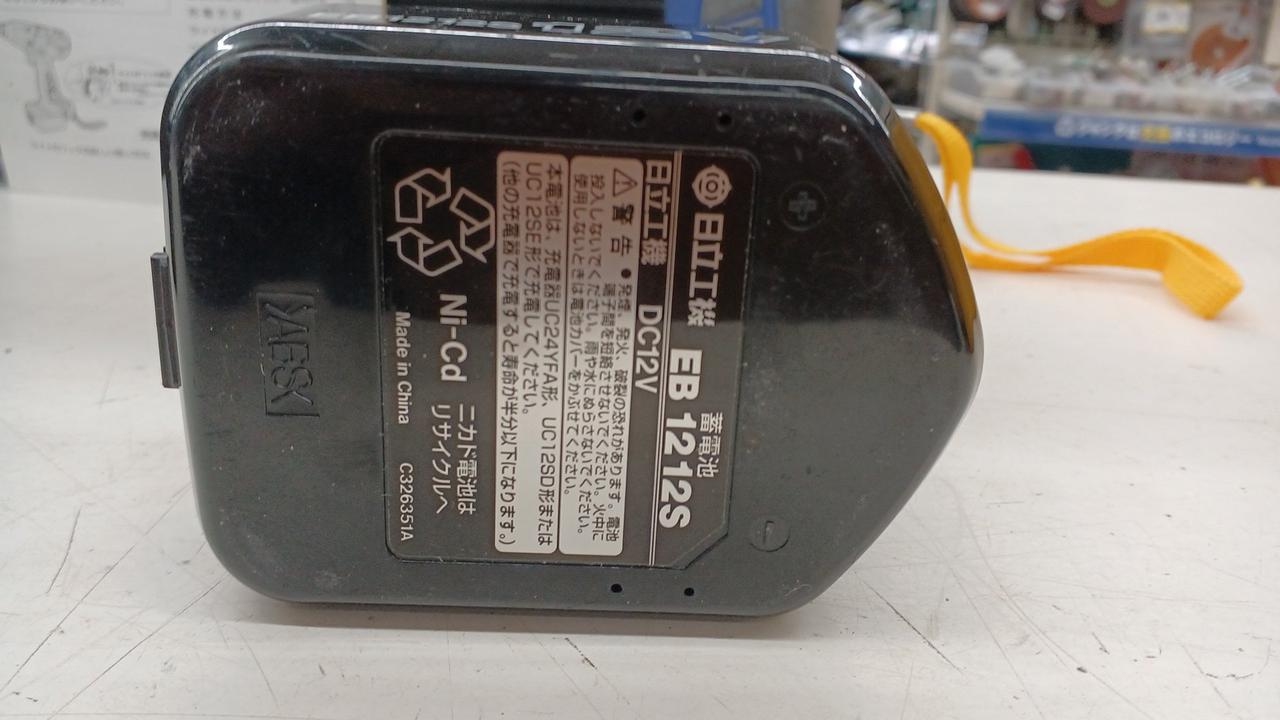 日立工機 蓄電池
EB 1212S
日立工機 DC12V
警告 ●発煙、発火、破裂の恐れがあります。電池
端子間を短絡させないでください。火中に
投入しないでください。雨や水にぬらさないでください。
使用しないときは電池カバーをかぶせてください。
本電池は、充電器UC24YFA形、UC12SD形または
UC12SE形で充電してください。
(他の充電器で充電すると寿命が半分以下になります。)
Ni-Cd
ニカド電池は
リサイクルへ
Made in China C326351A